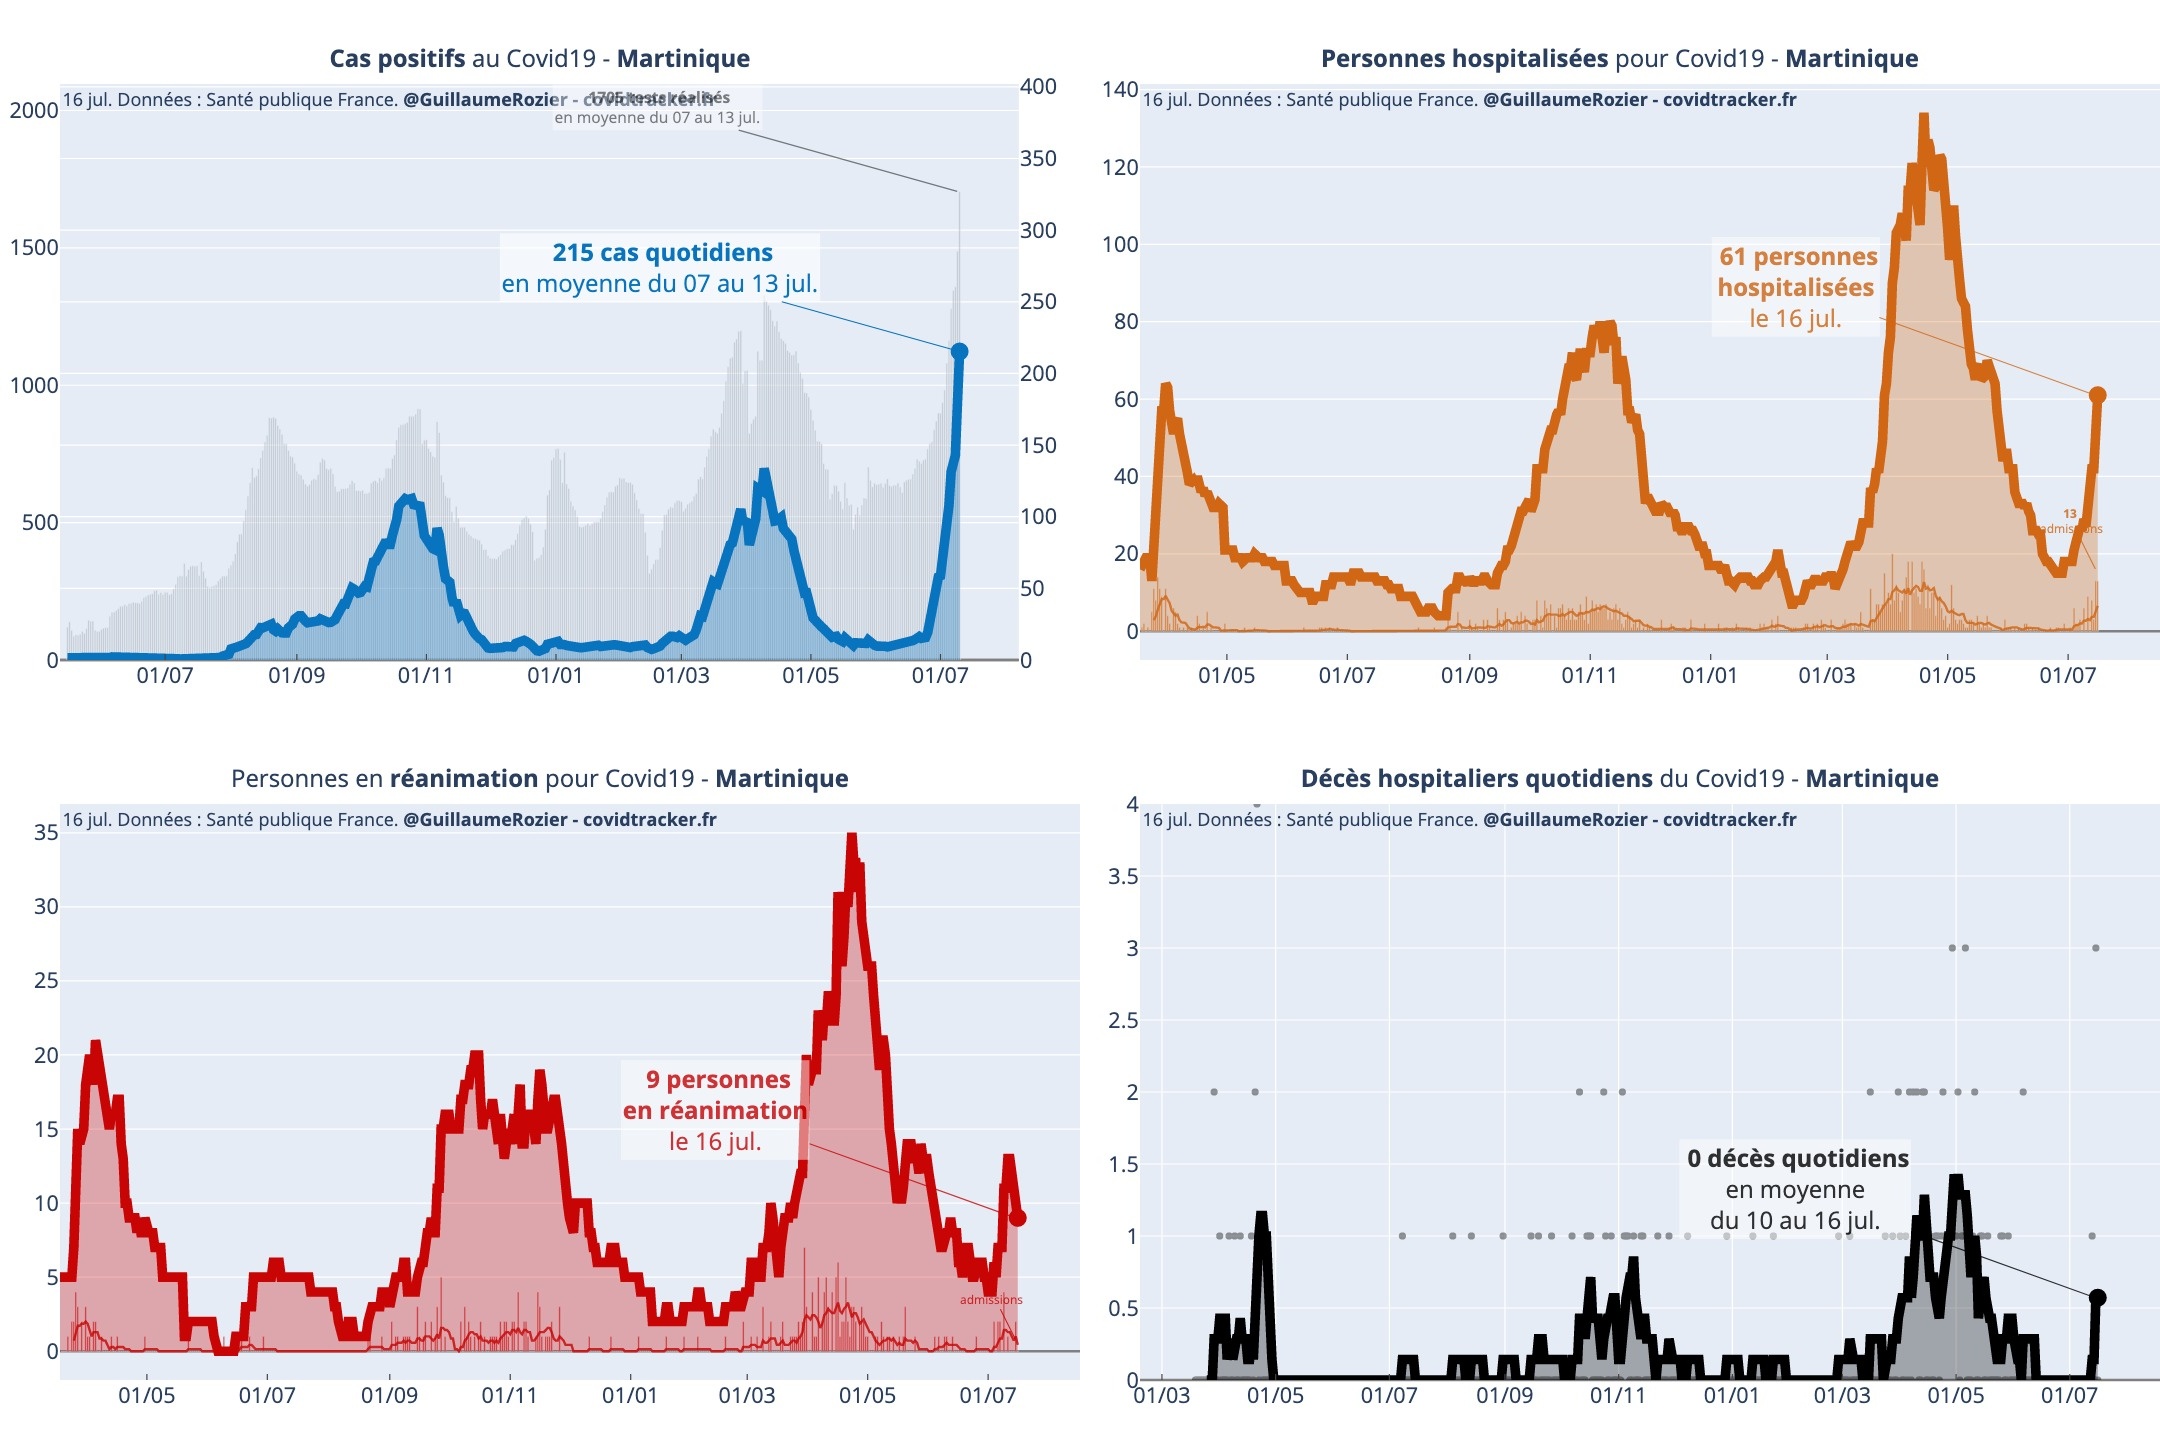 Cas positifs au Covid19 - Martinique
16 jul. Données : Santé publique France. @GuillaumeRozier - covidtracker.fr
1705 tests réalisés
en moyenne du 07 au 13 jul.
215 cas quotidiens
en moyenne du 07 au 13 jul.
2000
1500
1000
500
0
400
350
300
250
200
150
100
50
0
01/07 01/09 01/11 01/01 01/03 01/05 01/07
Personnes hospitalisées pour Covid19 - Martinique
16 jul. Données : Santé publique France. @GuillaumeRozier - covidtracker.fr
61 personnes
hospitalisées
le 16 jul.
13
admissions
140
120
100
80
60
40
20
0
01/05 01/07 01/09 01/11 01/01 01/03 01/05 01/07
Personnes en réanimation pour Covid19 - Martinique
16 jul. Données : Santé publique France. @GuillaumeRozier - covidtracker.fr
9 personnes
en réanimation
le 16 jul.
admissions
35
30
25
20
15
10
5
0
01/05 01/07 01/09 01/11 01/01 01/03 01/05 01/07
Décès hospitaliers quotidiens du Covid19 - Martinique
16 jul. Données : Santé publique France. @GuillaumeRozier - covidtracker.fr
0 décès quotidiens
en moyenne
du 10 au 16 jul.
4
3.5
3
2.5
2
1.5
1
0.5
0
01/03 01/05 01/07 01/09 01/11 01/01 01/03 01/05 01/07